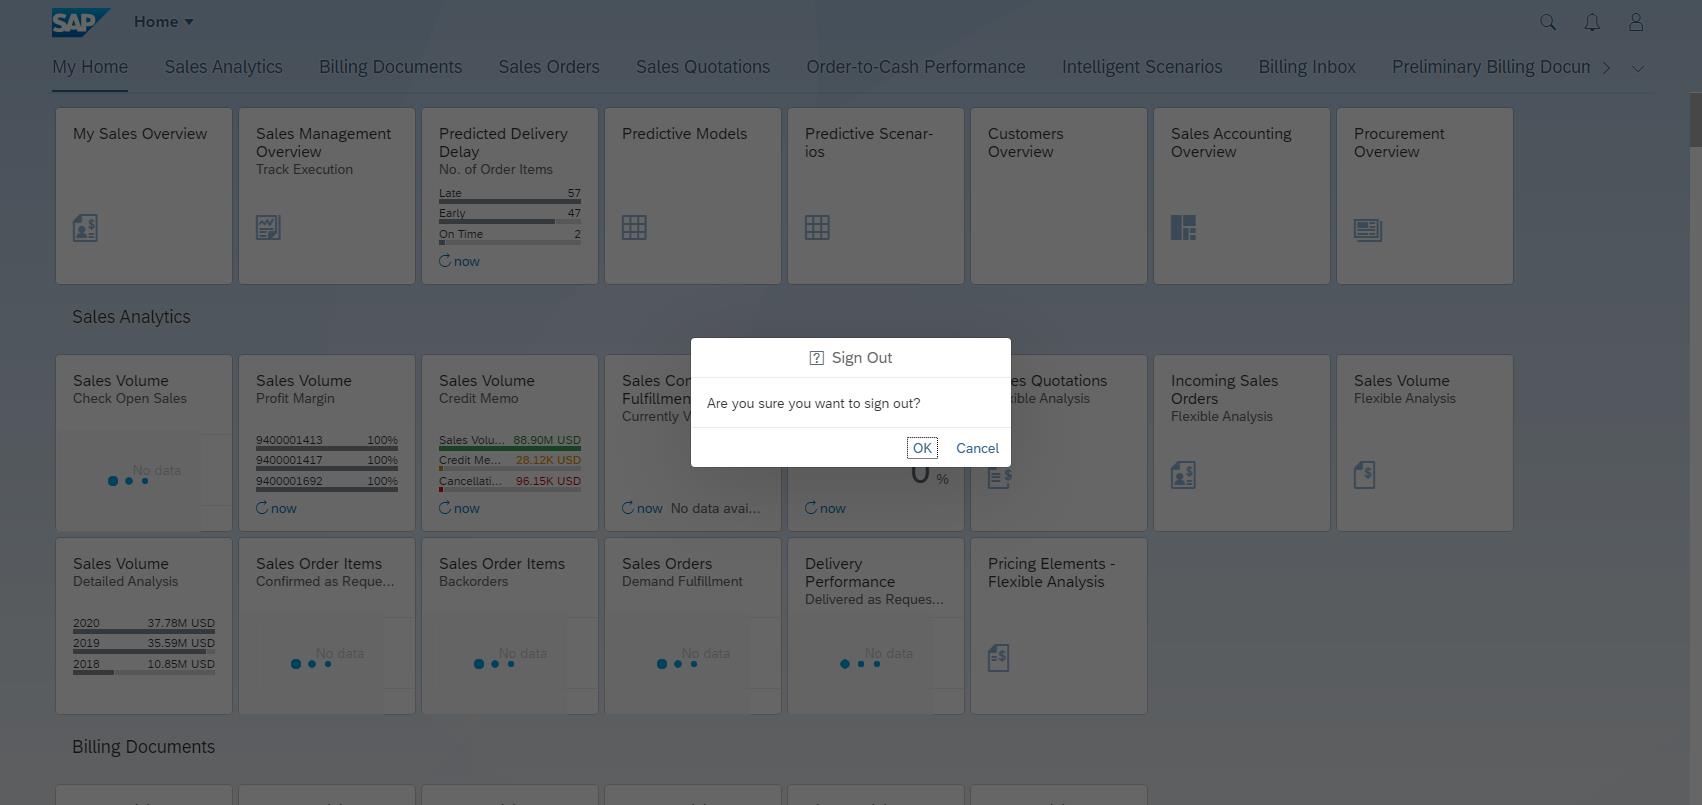 SAP Home
My Home Sales Analytics Billing Documents Sales Orders Sales Quotations Order-to-Cash Performance Intelligent Scenarios Billing Inbox Preliminary Billing Docun
My Sales Overview
Sales Management
Overview
Track Execution
Predicted Delivery
Delay
No. of Order Items
Late 57
Early 47
On Time 2
now
Predictive Models
Predictive Scenar-
ios
Customers
Overview
Sales Accounting
Overview
Procurement
Overview
Sales Analytics
Sales Volume
Check Open Sales
No data
Sales Volume
Profit Margin
9400001413 100%
9400001417 100%
9400001692 100%
now
Sales Volume
Credit Memo
Sales Volu... 88.90M USD
Credit Me... 28.12K USD
Cancellati... 96.15K USD
now
Sales Con
Fulfillmen
Currently V
now No data avai...
0 %
now
es Quotations
xible Analysis
Incoming Sales
Orders
Flexible Analysis
Sales Volume
Flexible Analysis
Sign Out
Are you sure you want to sign out?
OK Cancel
Sales Volume
Detailed Analysis
2020 37.78M USD
2019 35.59M USD
2018 10.85M USD
Sales Order Items
Confirmed as Reque...
No data
Sales Order Items
Backorders
No data
Sales Orders
Demand Fulfillment
No data
Delivery
Performance
Delivered as Reques...
No data
Pricing Elements -
Flexible Analysis
Billing Documents